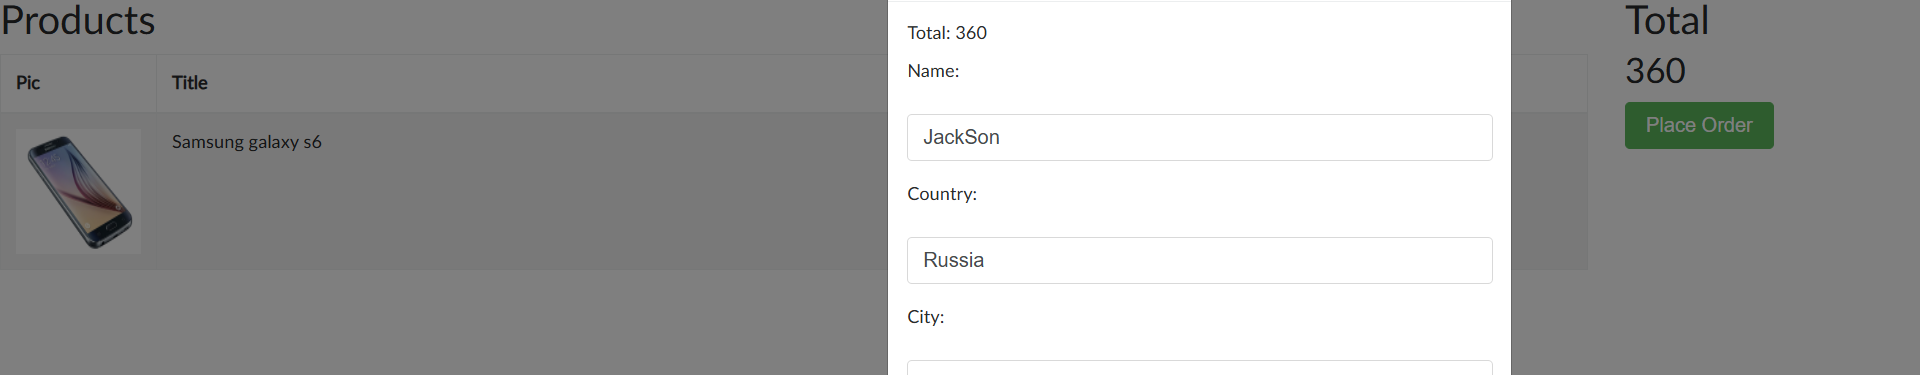 Products
Pic
Title
Samsung galaxy s6
Total: 360
Name:
JackSon
Country:
Russia
City:
Total
360
Place Order